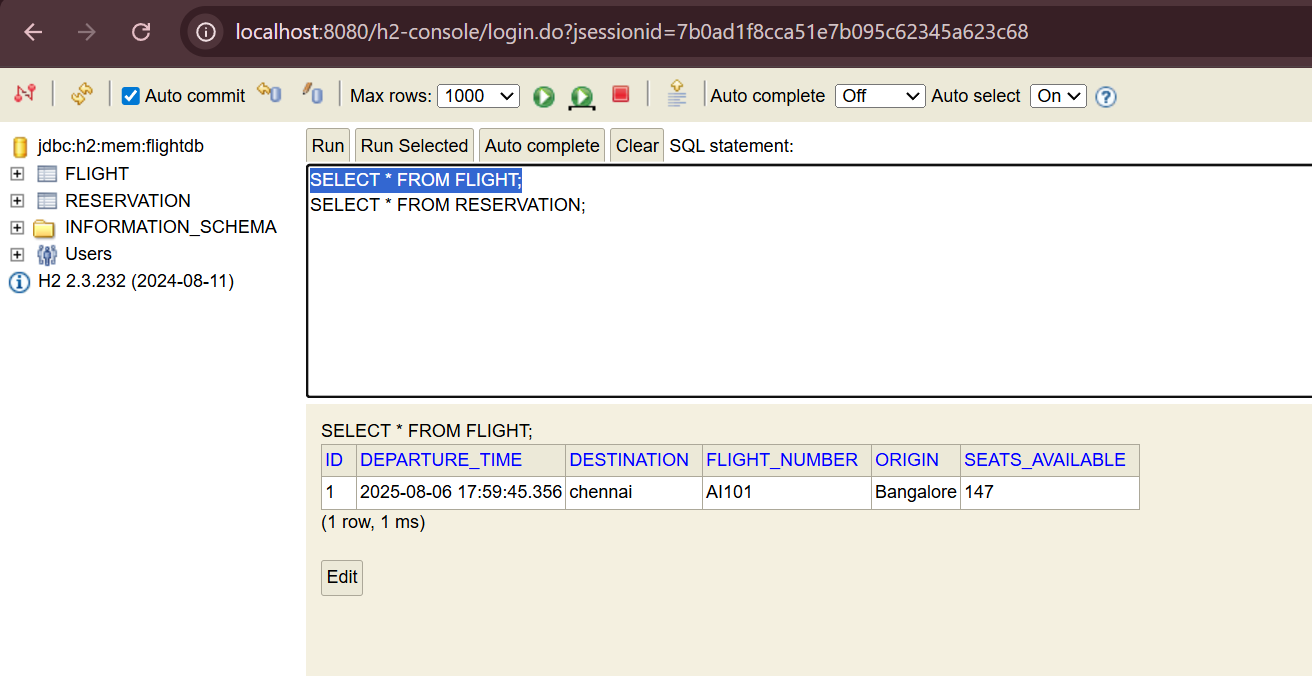 localhost:8080/h2-console/login.do?jsessionid=7b0ad1f8cca51e7b095c62345a623c68
Auto commit Max rows: 1000 Auto complete Off Auto select On
jdbc:h2:mem:flightdb
FLIGHT
RESERVATION
INFORMATION_SCHEMA
Users
H2 2.3.232 (2024-08-11)
Run Run Selected Auto complete Clear SQL statement:
SELECT * FROM FLIGHT;
SELECT * FROM RESERVATION;
SELECT * FROM FLIGHT;
ID DEPARTURE_TIME DESTINATION FLIGHT_NUMBER ORIGIN SEATS_AVAILABLE
1 2025-08-06 17:59:45.356 chennai AI101 Bangalore 147
(1 row, 1 ms)
Edit